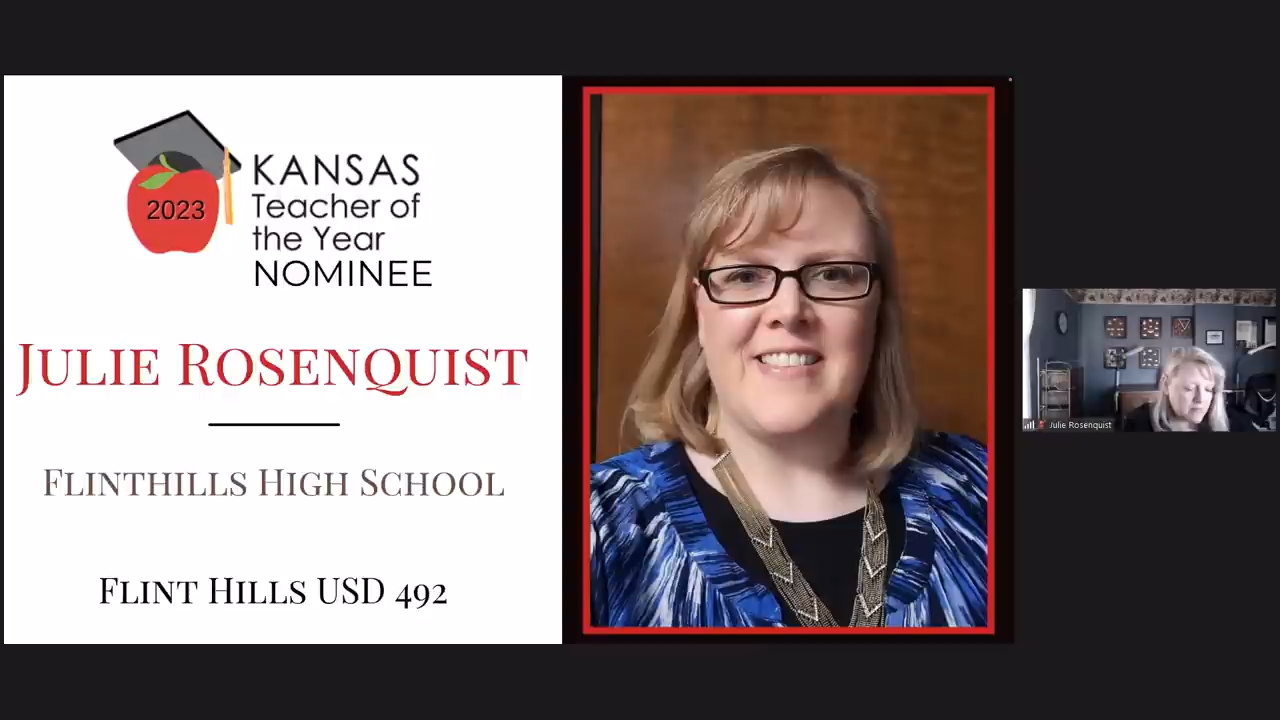 2023
KANSAS
Teacher of
the Year
NOMINEE
JULIE ROSENQUIST
FLINTHILLS HIGH SCHOOL
FLINT HILLS USD 492
Julie Rosenquist